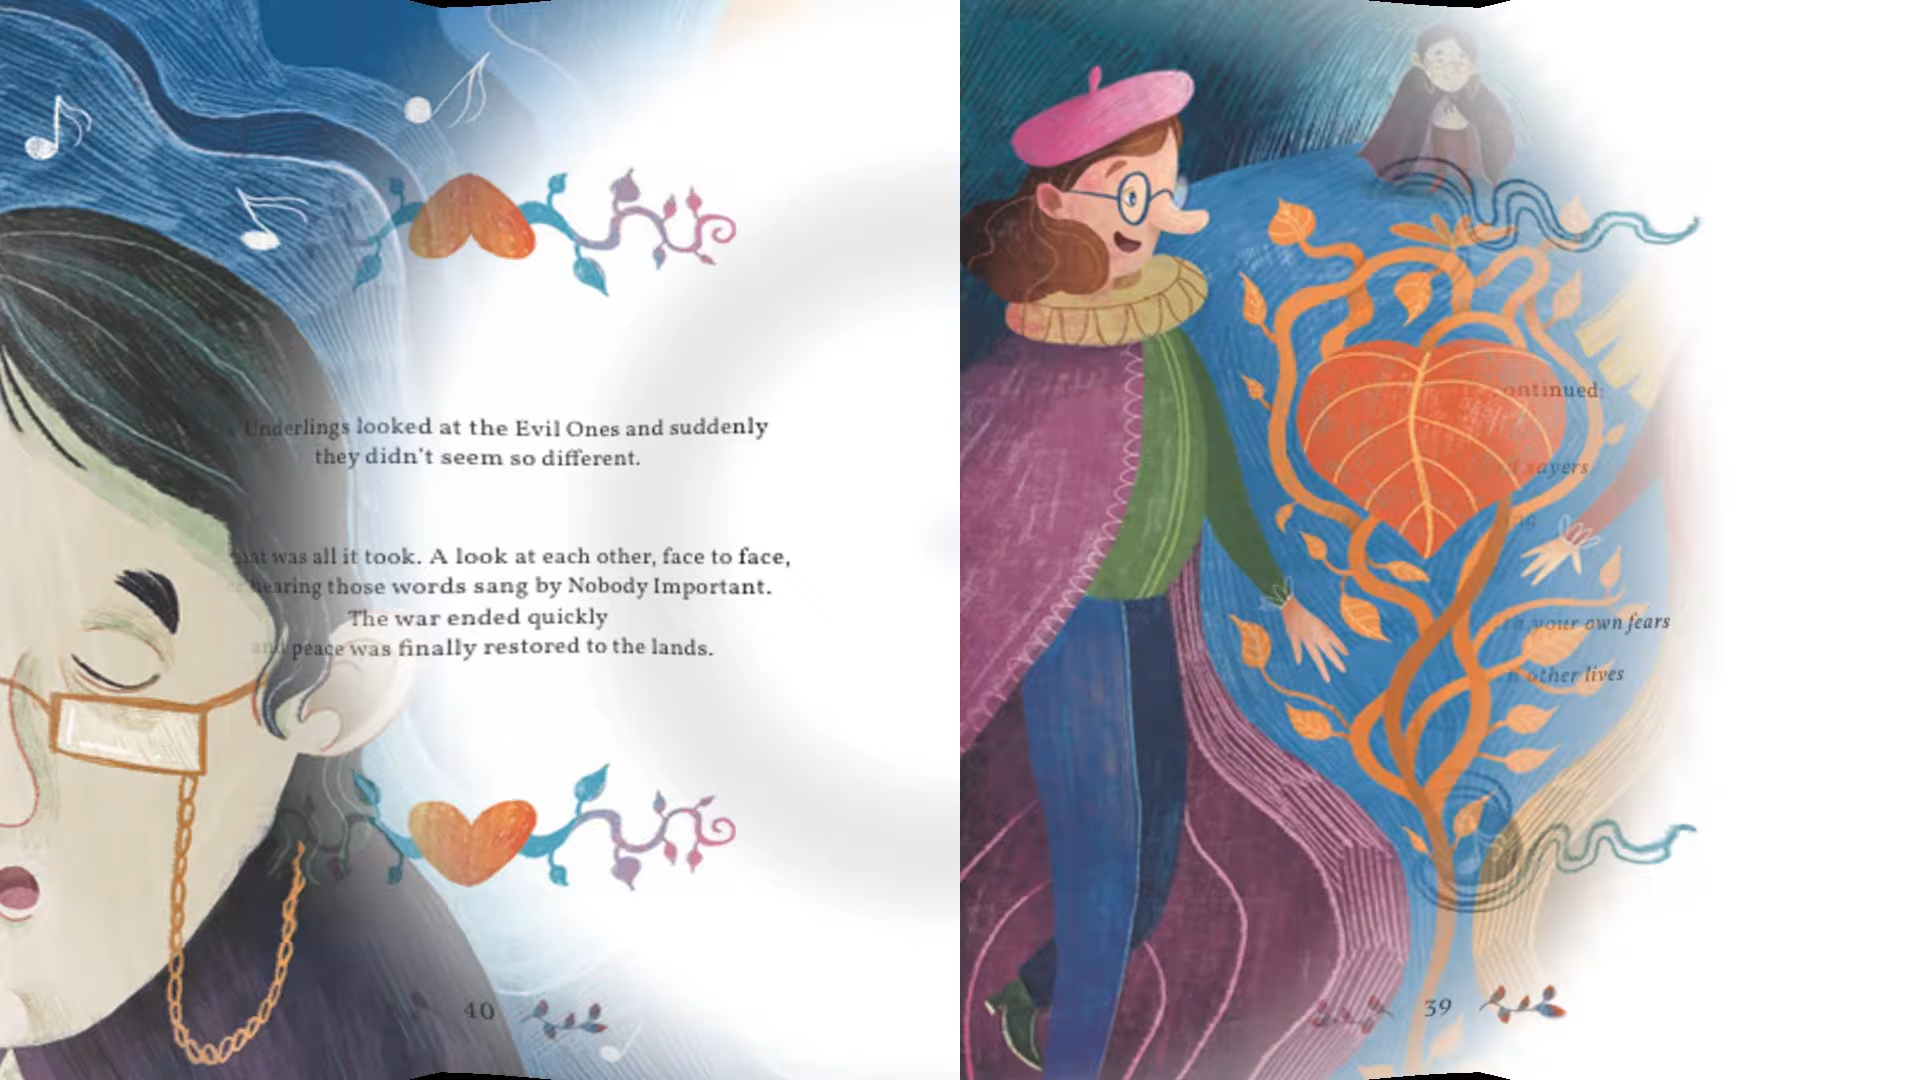 Underlings looked at the Evil Ones and suddenly
they didn't seem so different.
was all it took. A look at each other, face to face,
hearing those words sang by Nobody Important.
The war ended quickly
and peace was finally restored to the lands.
40
ontinued:
sayers
your own fears
other lives
39